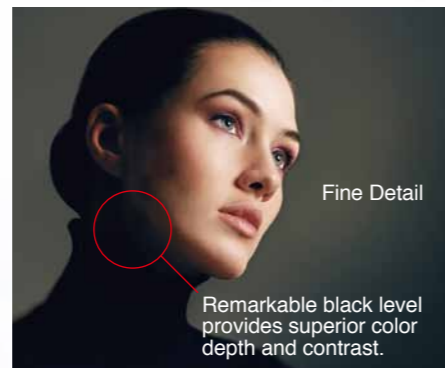 Fine Detail
Remarkable black level
provides superior color
depth and contrast.